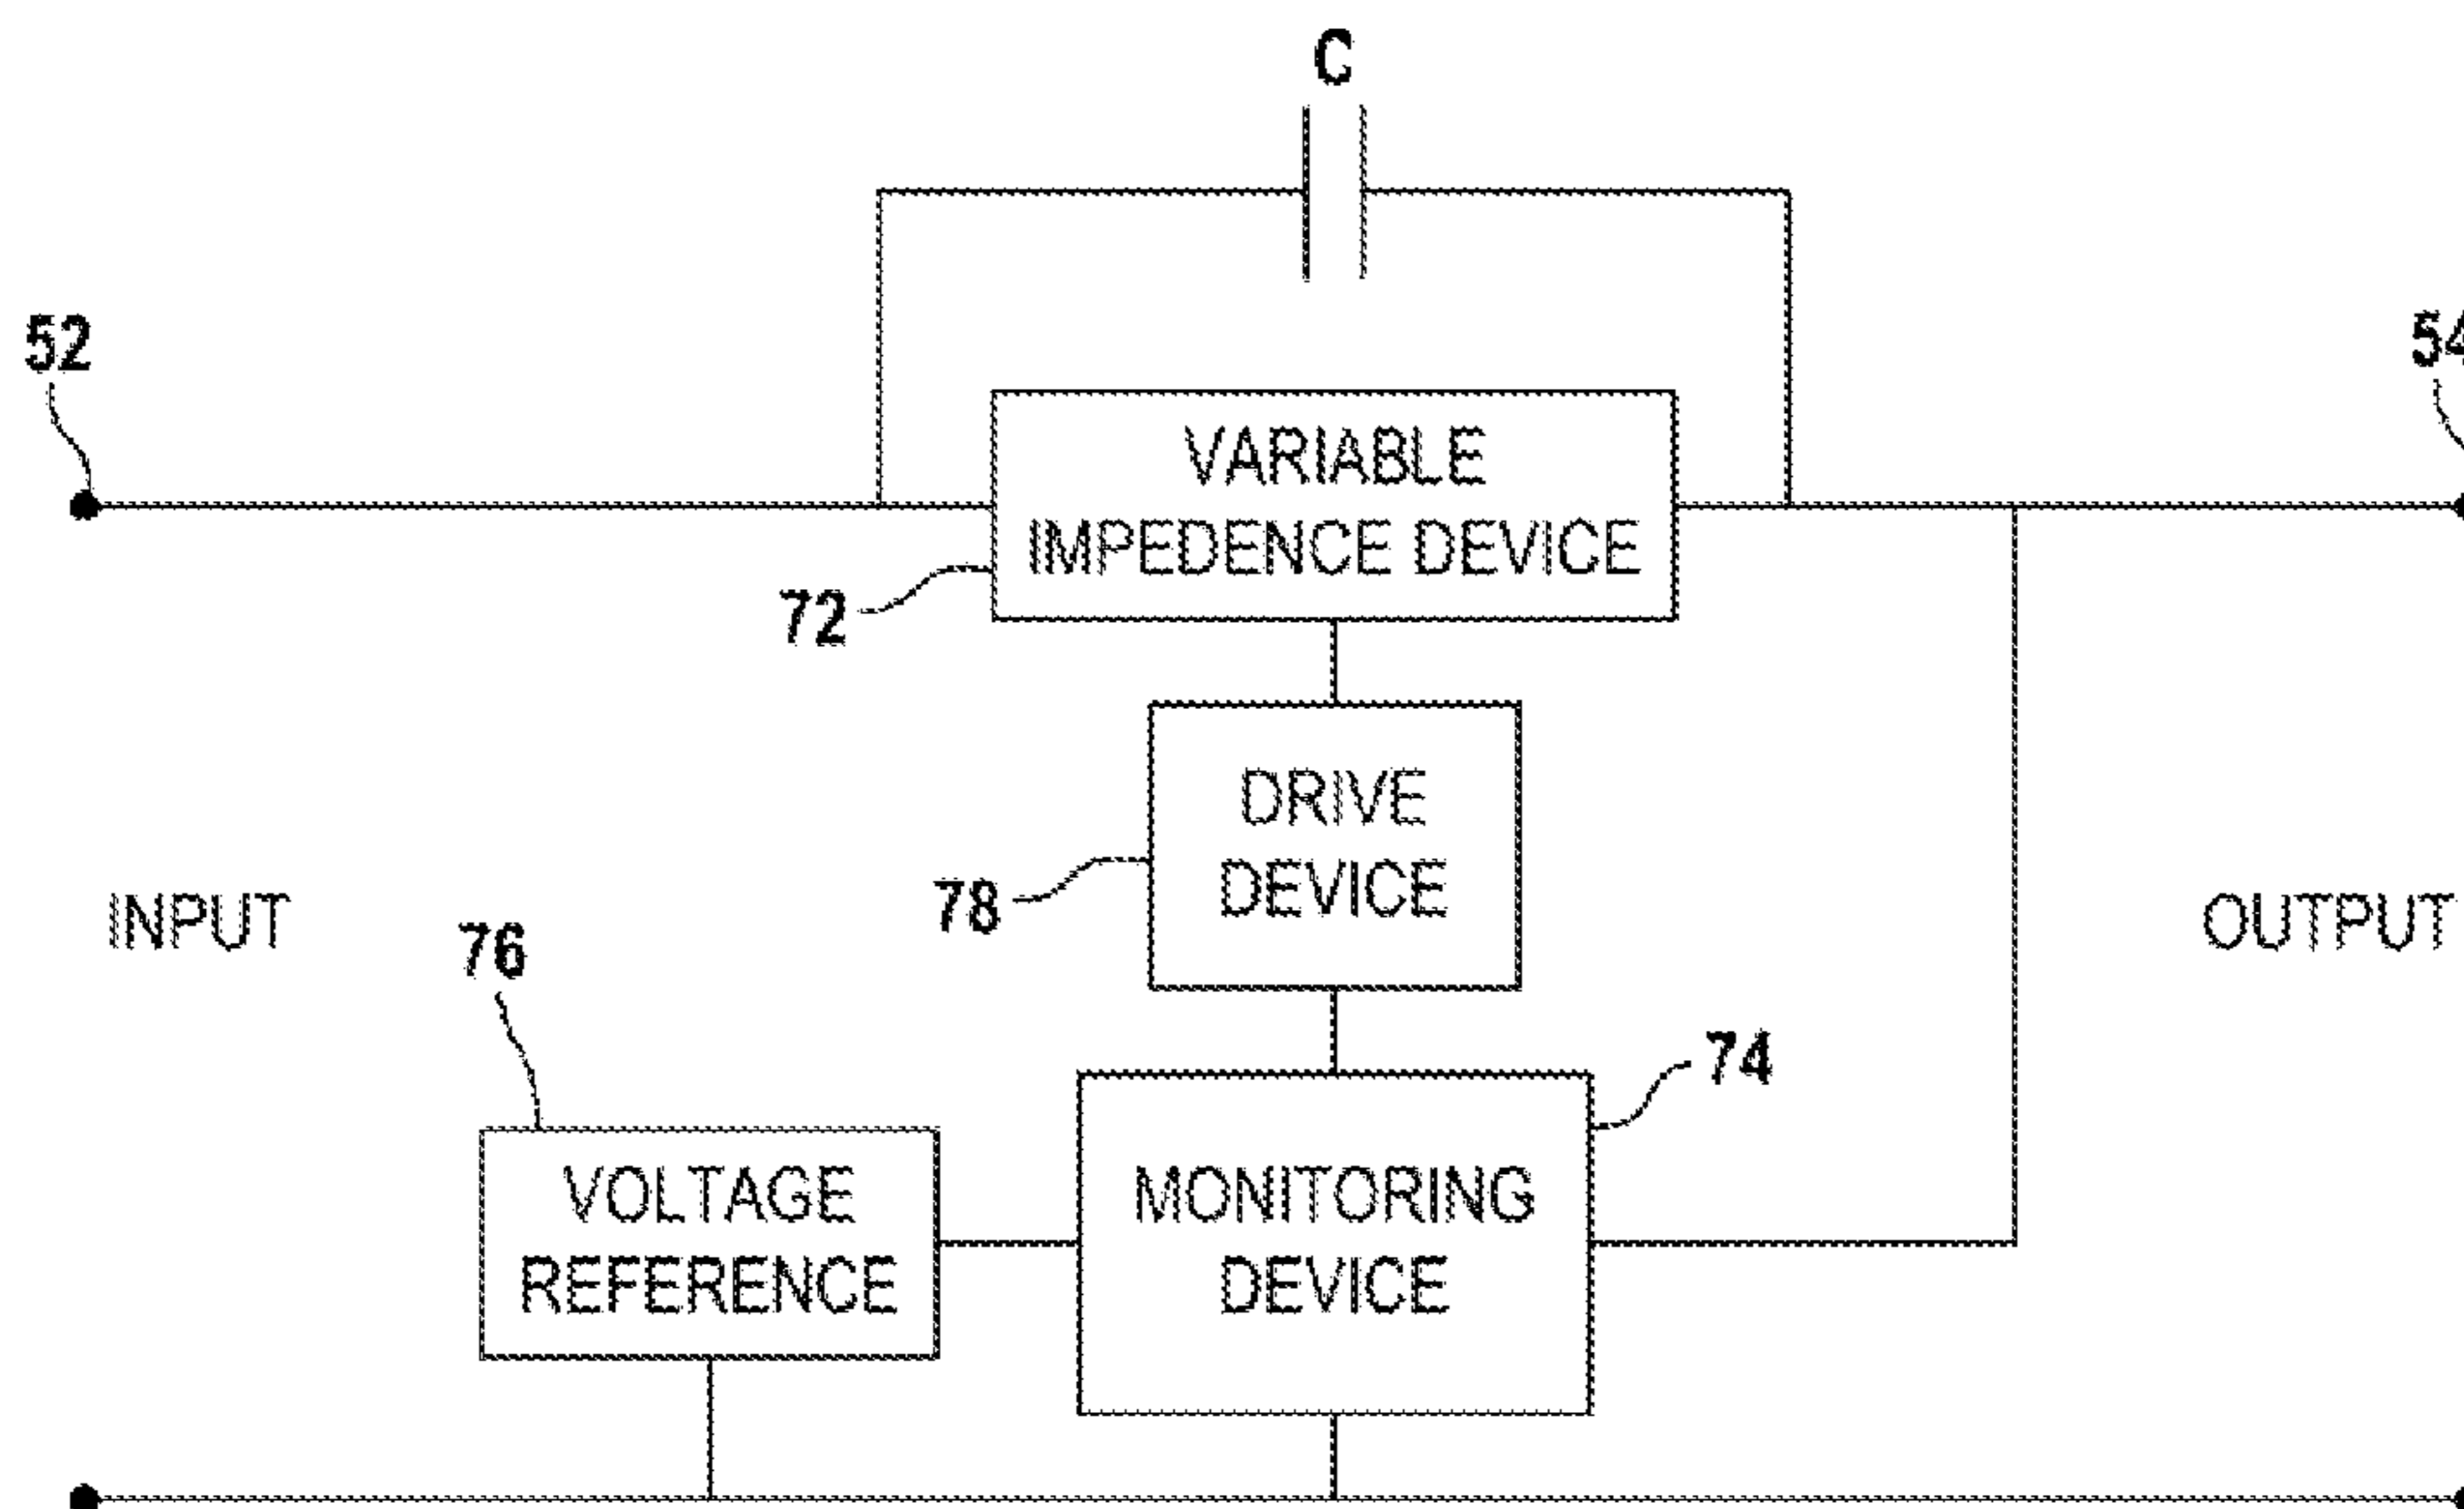 C
52
54
VARIABLE
IMPEDENCE DEVICE
72
DRIVE
DEVICE
78
INPUT
OUTPUT
76
74
VOLTAGE
REFERENCE
MONITORING
DEVICE